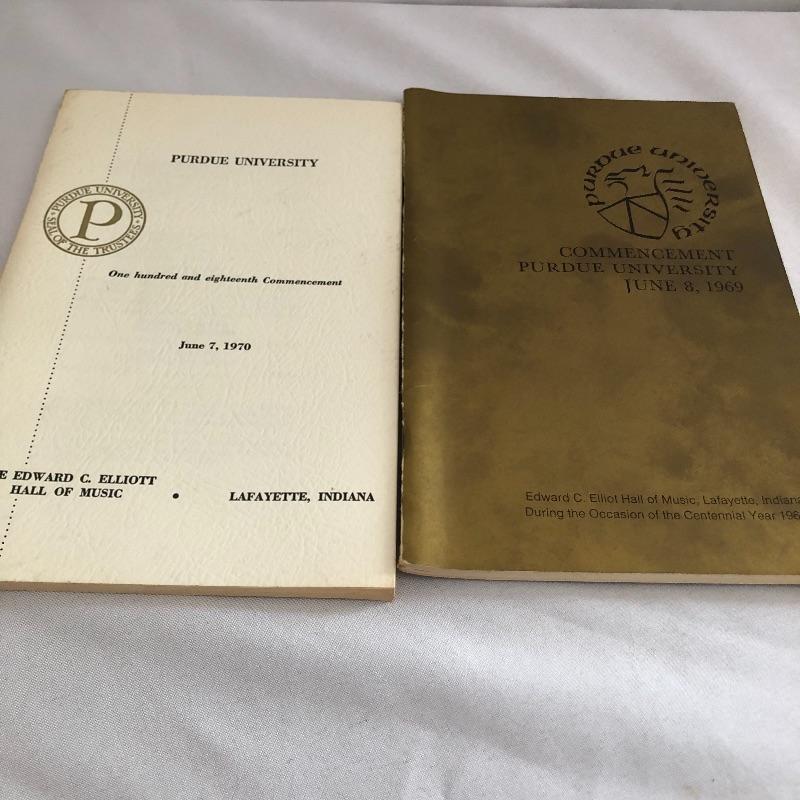 PURDUE UNIVERSITY
PURDUE UNIVERSITY
SEAL OF THE TRUSTEES
P
One hundred and eighteenth Commencement
June 7, 1970
E EDWARD C. ELLIOTT
HALL OF MUSIC • LAFAYETTE, INDIANA
purdue university
COMMENCEMENT
PURDUE UNIVERSITY
JUNE 8, 1969
Edward C. Elliot Hall of Music, Lafayette, Indiana
During the Occasion of the Centennial Year 196